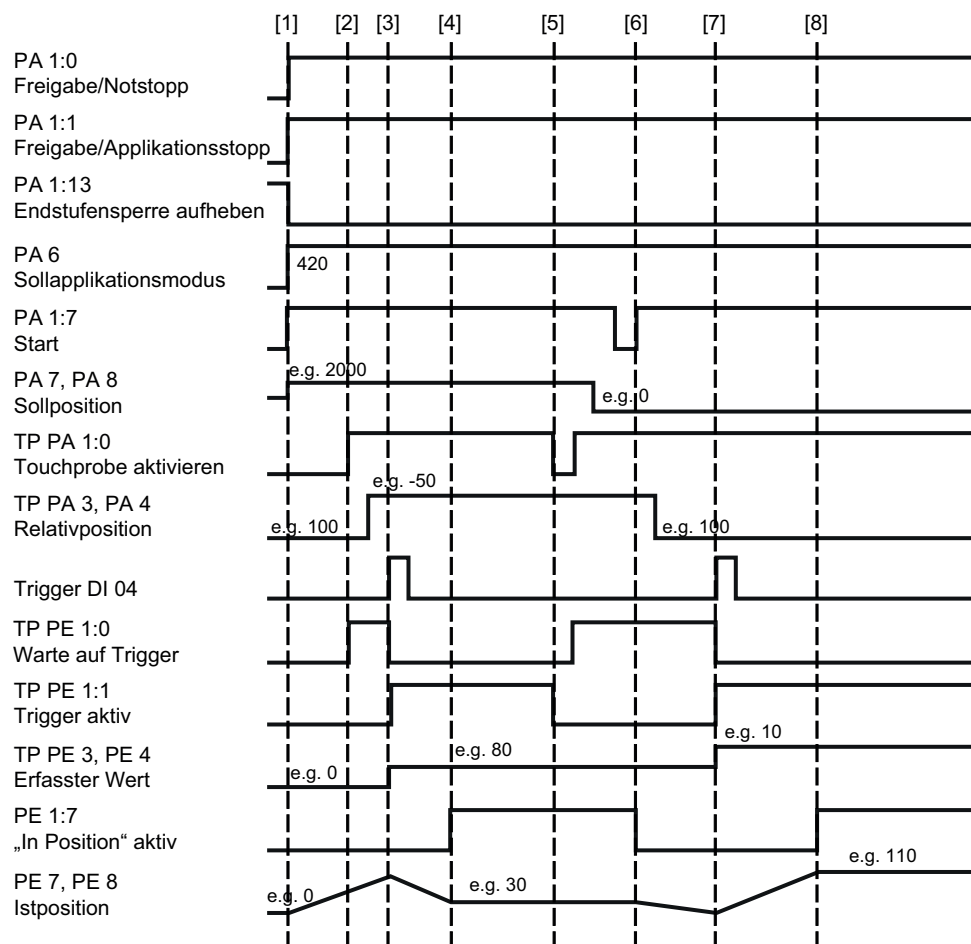 [1] [2] [3] [4] [5] [6] [7] [8]
PA 1:0
Freigabe/Notstopp
PA 1:1
Freigabe/Applikationsstopp
PA 1:13
Endstufensperre aufheben
PA 6
Sollapplikationsmodus
420
PA 1:7
Start
PA 7, PA 8
Sollposition
e.g. 2000
e.g. 0
TP PA 1:0
Touchprobe aktivieren
TP PA 3, PA 4
Relativposition
e.g. 100
e.g. -50
e.g. 100
Trigger DI 04
TP PE 1:0
Warte auf Trigger
TP PE 1:1
Trigger aktiv
TP PE 3, PE 4
Erfasster Wert
e.g. 0
e.g. 80
e.g. 10
PE 1:7
„In Position“ aktiv
PE 7, PE 8
Istposition
e.g. 0
e.g. 30
e.g. 110